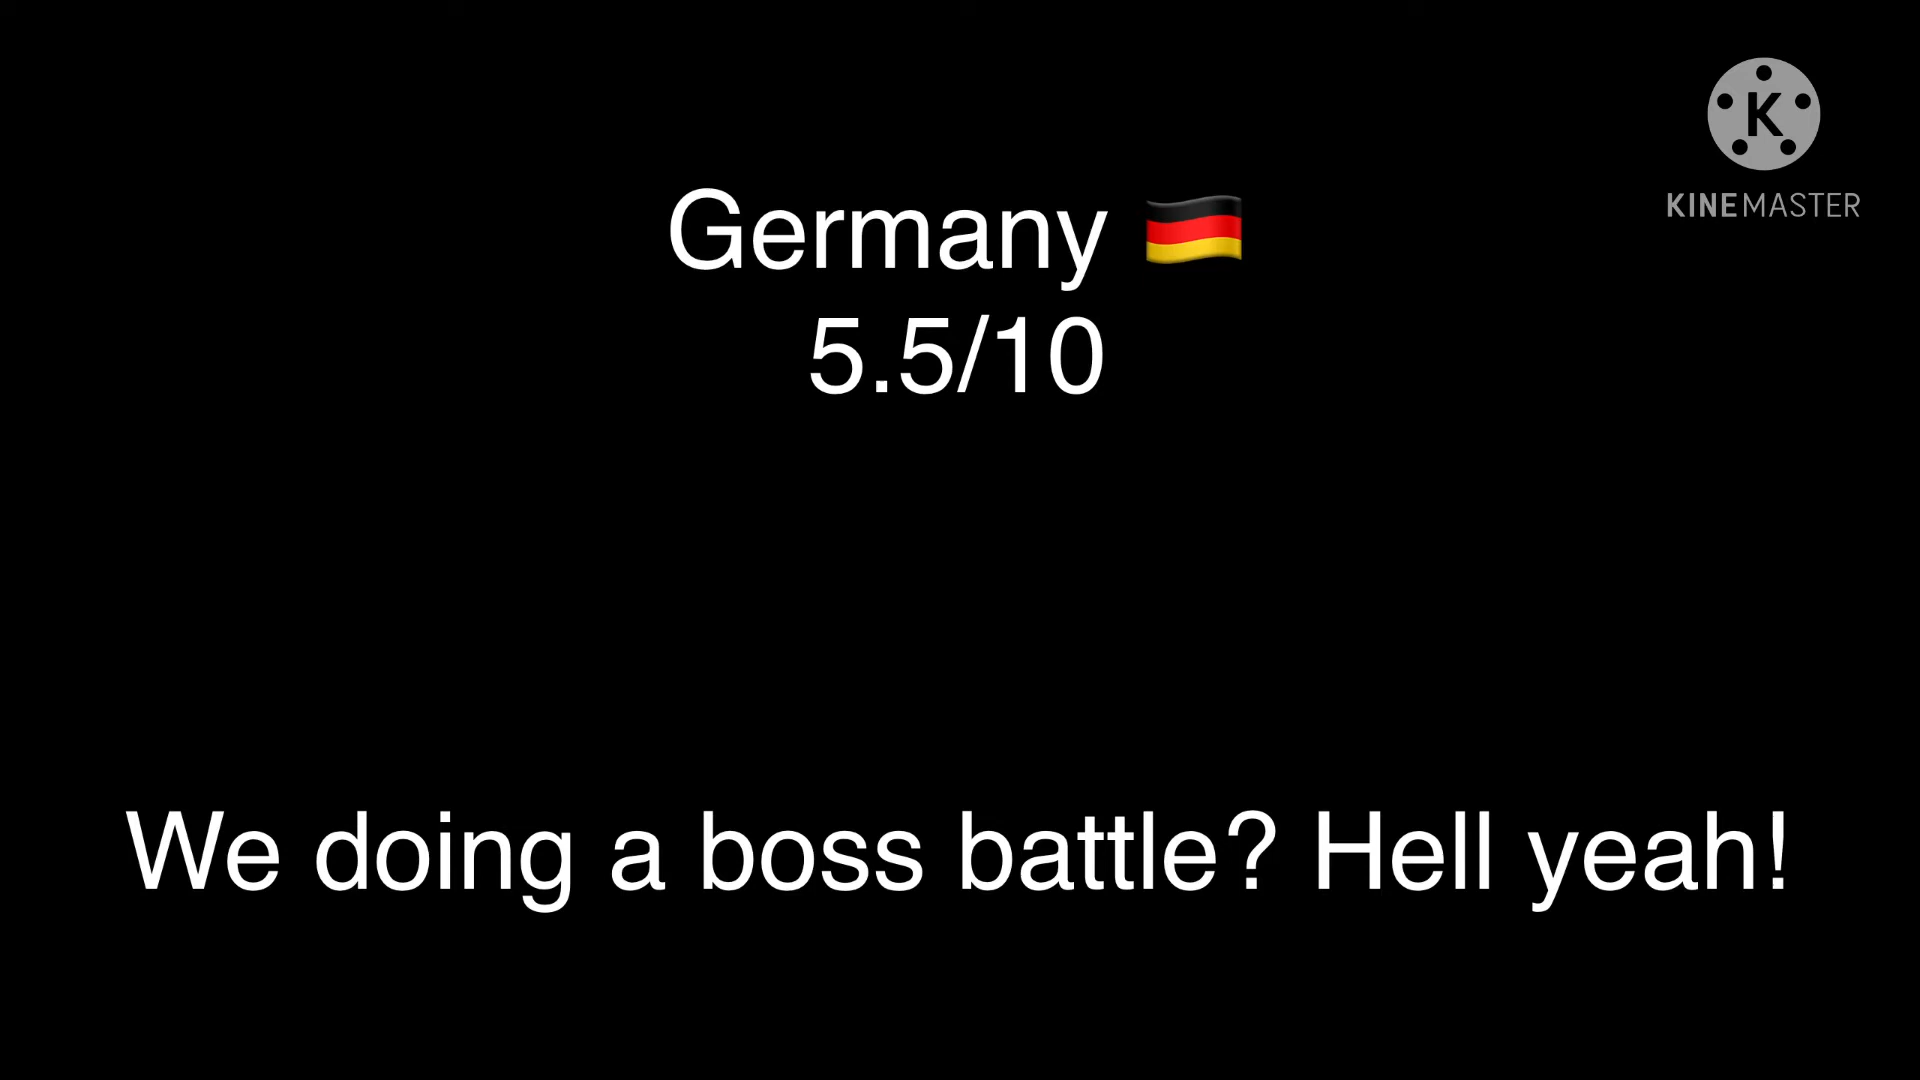 Germany 🇩🇪
5.5/10
K
KINEMASTER
We doing a boss battle? Hell yeah!